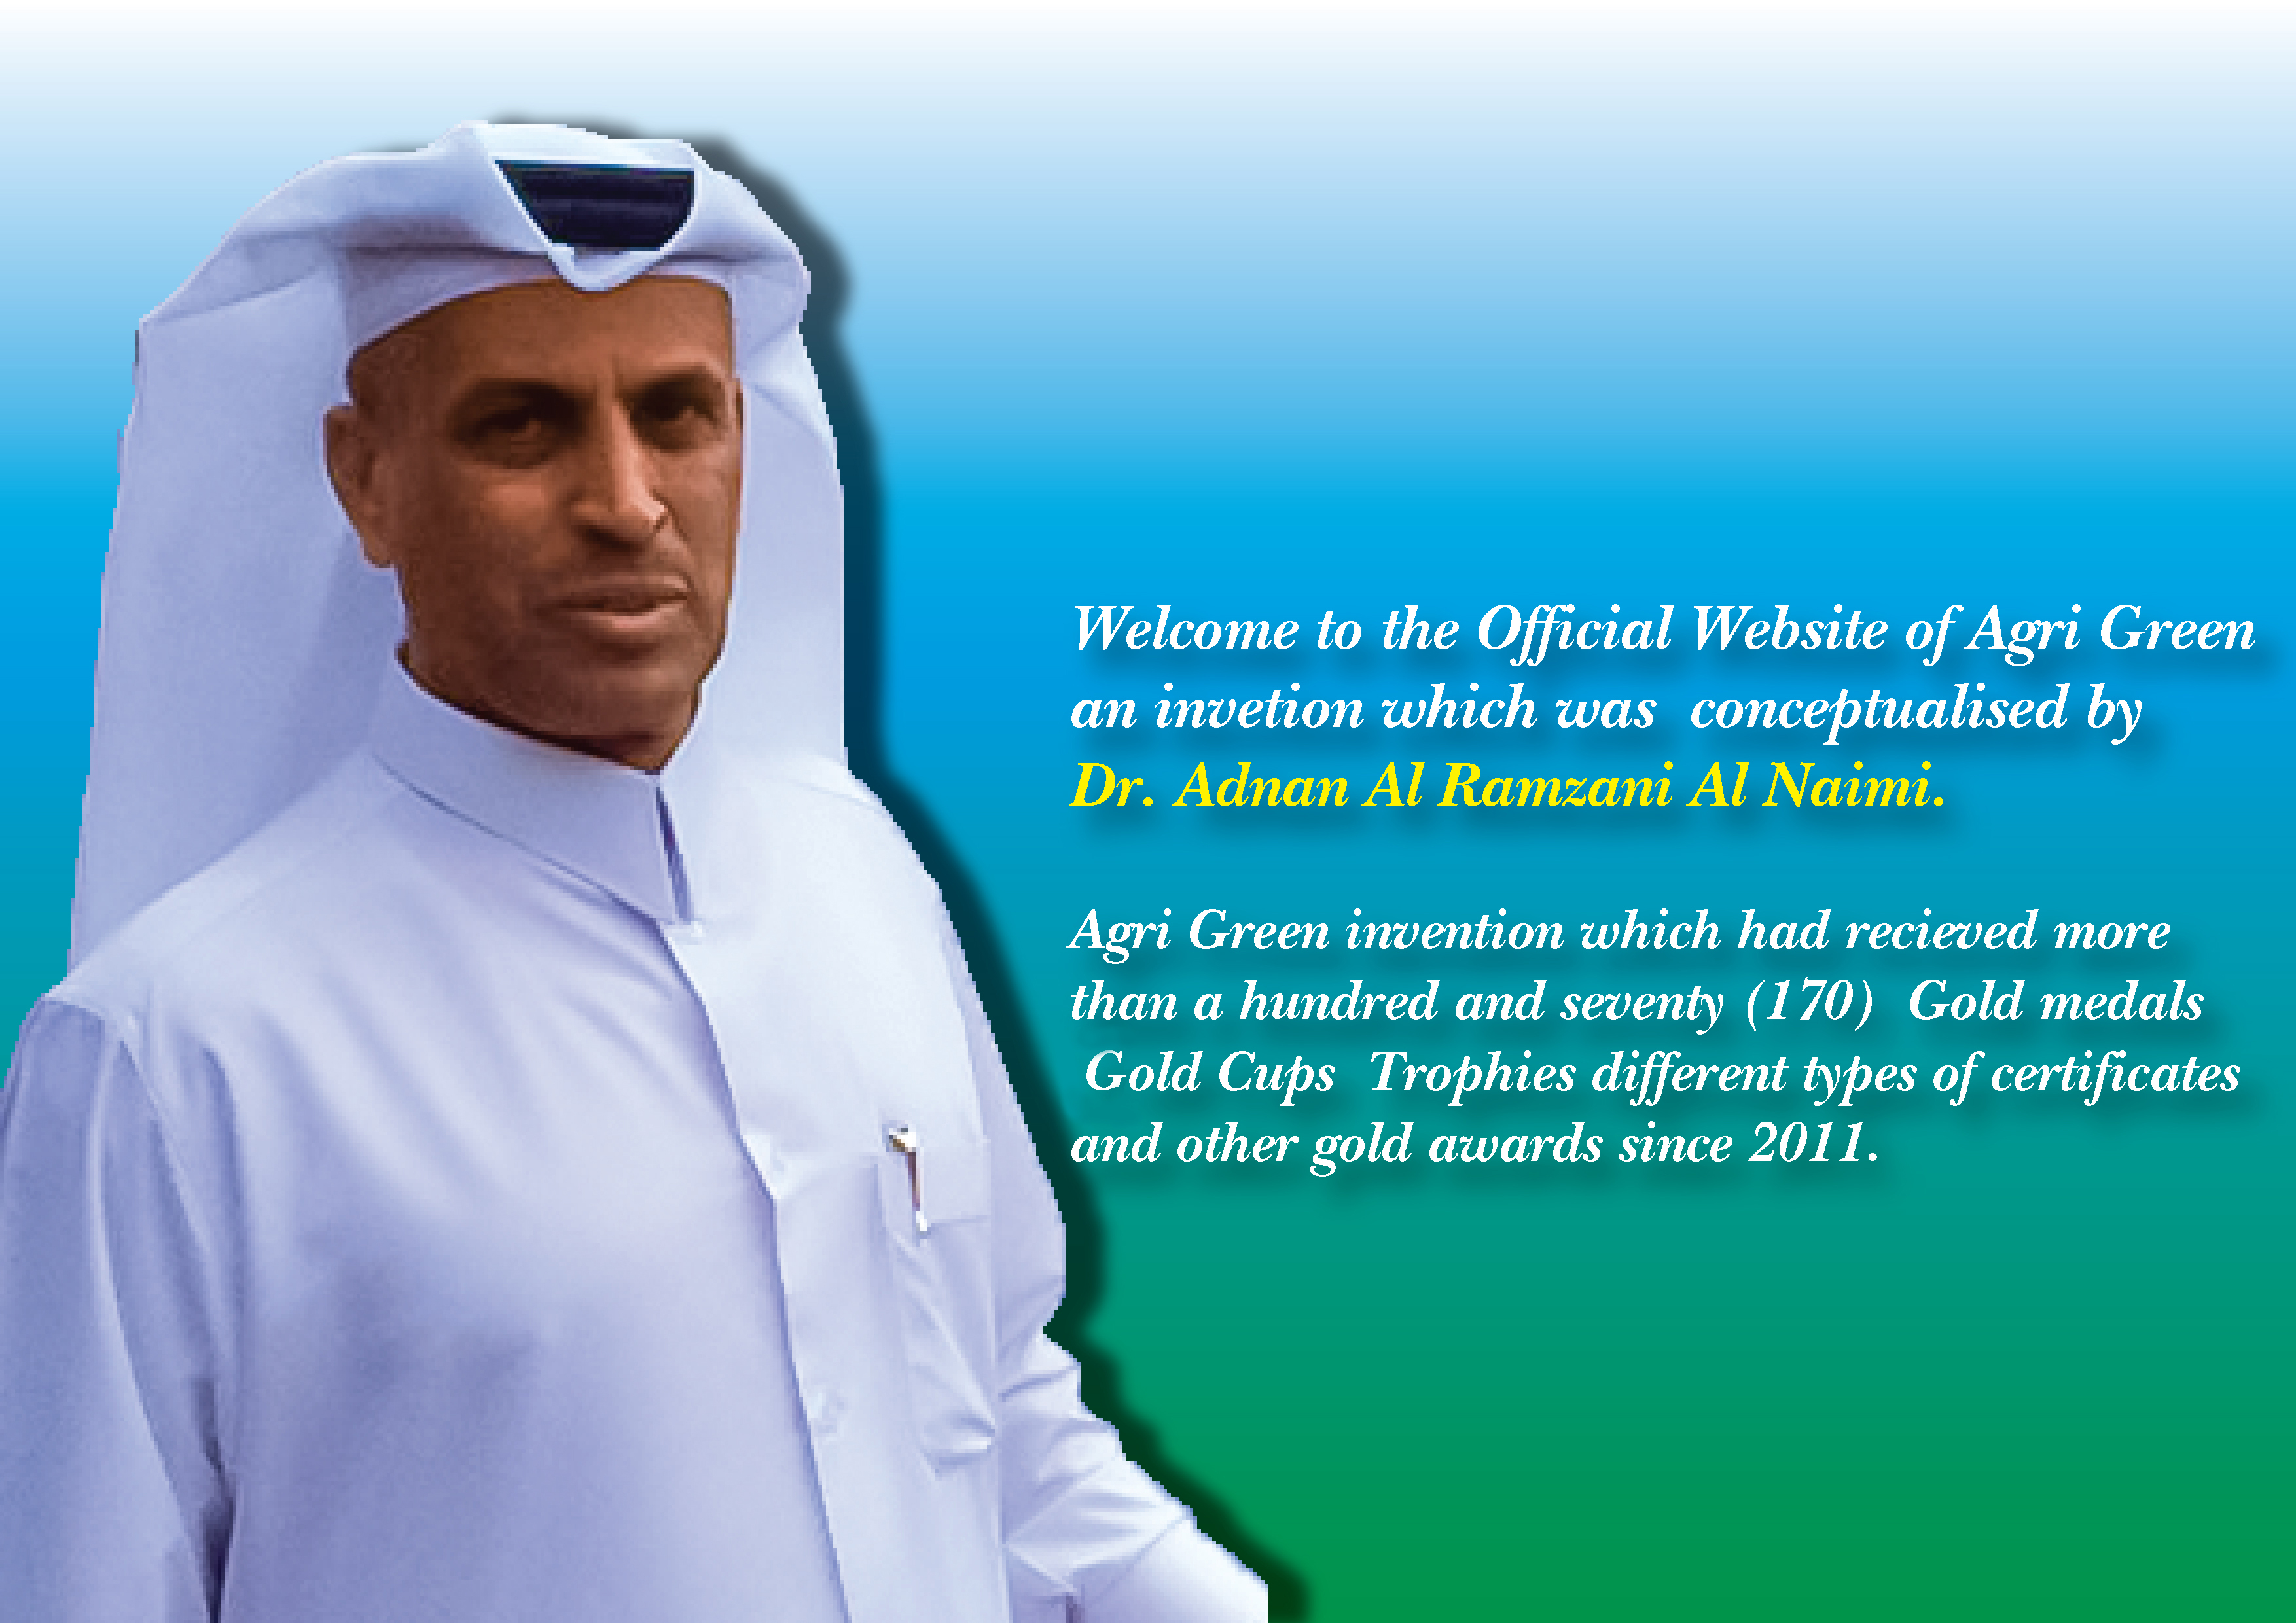 Welcome to the Official Website of Agri Green
an invetion which was conceptualised by
Dr. Adnan Al Ramzani Al Naimi.
Agri Green invention which had recieved more
than a hundred and seventy (170) Gold medals
Gold Cups Trophies different types of certificates
and other gold awards since 2011.